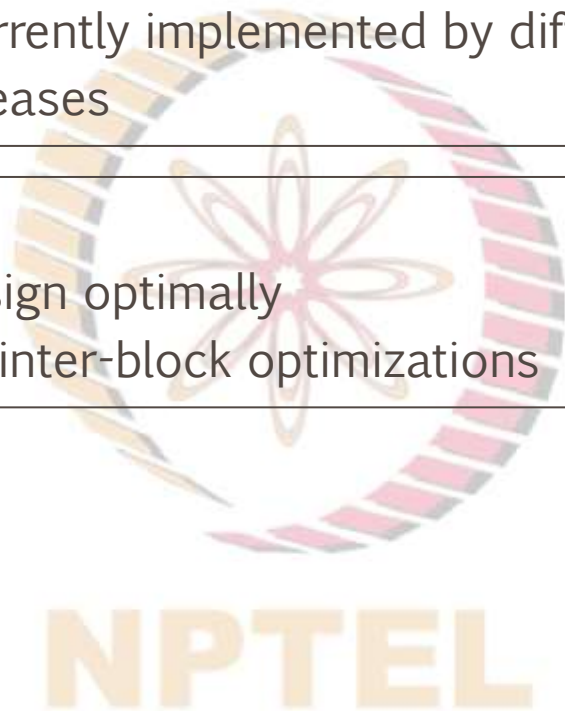 rrently implemented by dif
eases
sign optimally
inter-block optimizations
NPTEL